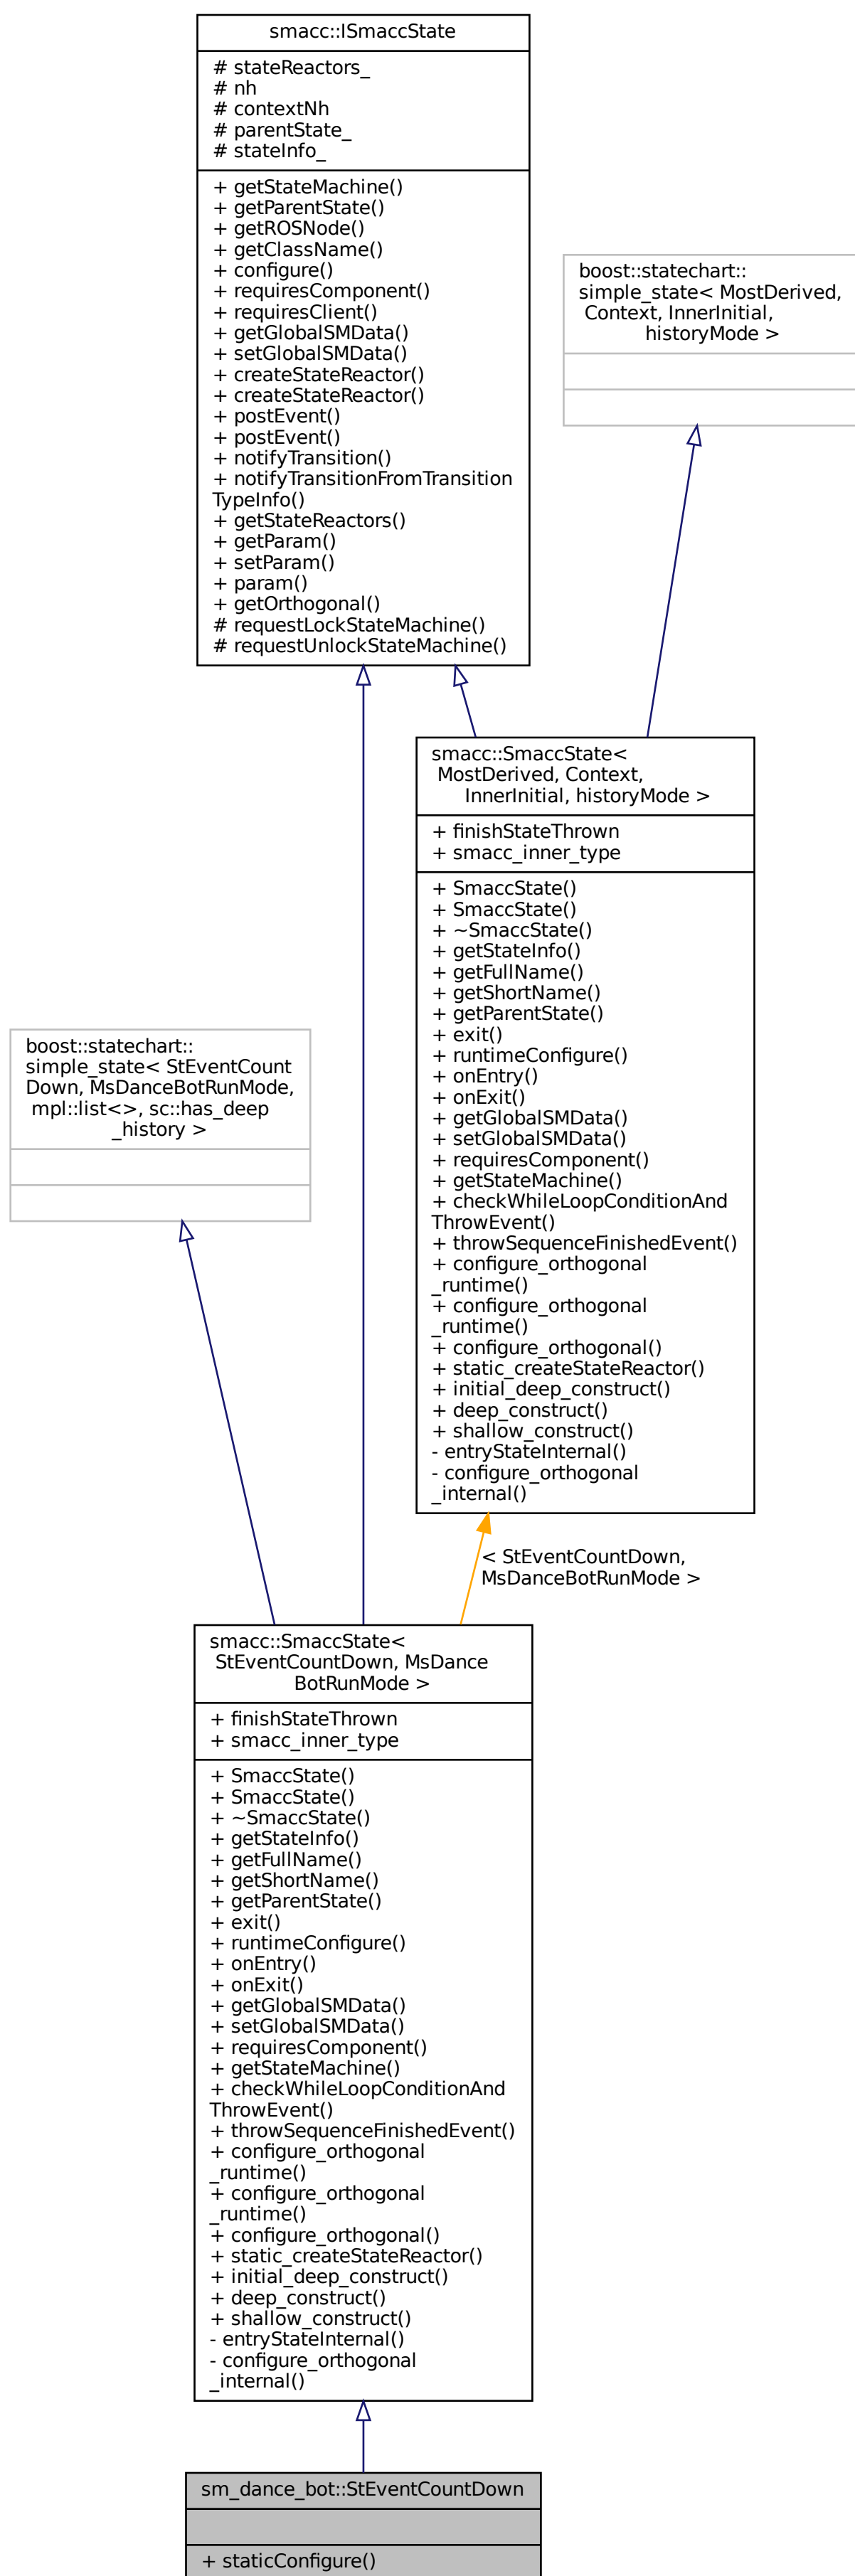 smacc::ISmaccState
# stateReactors_
# nh
# contextNh
# parentState_
# stateInfo_
+ getStateMachine()
+ getParentState()
+ getROSNode()
+ getClassName()
+ configure()
+ requiresComponent()
+ requiresClient()
+ getGlobalSMData()
+ setGlobalSMData()
+ createStateReactor()
+ createStateReactor()
+ postEvent()
+ postEvent()
+ notifyTransition()
+ notifyTransitionFromTransition
TypeInfo()
+ getStateReactors()
+ getParam()
+ setParam()
+ param()
+ getOrthogonal()
# requestLockStateMachine()
# requestUnlockStateMachine()
boost::statechart::
simple_state< MostDerived,
Context, InnerInitial,
historyMode >
smacc::SmaccState<
MostDerived, Context,
InnerInitial, historyMode >
+ finishStateThrown
+ smacc_inner_type
+ SmaccState()
+ SmaccState()
+ ~SmaccState()
+ getStateInfo()
+ getFullName()
+ getShortName()
+ getParentState()
+ exit()
+ runtimeConfigure()
+ onEntry()
+ onExit()
+ getGlobalSMData()
+ setGlobalSMData()
+ requiresComponent()
+ getStateMachine()
+ checkWhileLoopConditionAnd
ThrowEvent()
+ throwSequenceFinishedEvent()
+ configure_orthogonal
_runtime()
+ configure_orthogonal
_runtime()
+ configure_orthogonal()
+ static_createStateReactor()
+ initial_deep_construct()
+ deep_construct()
+ shallow_construct()
- entryStateInternal()
- configure_orthogonal
_internal()
boost::statechart::
simple_state< StEventCount
Down, MsDanceBotRunMode,
mpl::list<>, sc::has_deep
_history >
< StEventCountDown,
MsDanceBotRunMode >
smacc::SmaccState<
StEventCountDown, MsDance
BotRunMode >
+ finishStateThrown
+ smacc_inner_type
+ SmaccState()
+ SmaccState()
+ ~SmaccState()
+ getStateInfo()
+ getFullName()
+ getShortName()
+ getParentState()
+ exit()
+ runtimeConfigure()
+ onEntry()
+ onExit()
+ getGlobalSMData()
+ setGlobalSMData()
+ requiresComponent()
+ getStateMachine()
+ checkWhileLoopConditionAnd
ThrowEvent()
+ throwSequenceFinishedEvent()
+ configure_orthogonal
_runtime()
+ configure_orthogonal
_runtime()
+ configure_orthogonal()
+ static_createStateReactor()
+ initial_deep_construct()
+ deep_construct()
+ shallow_construct()
- entryStateInternal()
- configure_orthogonal
_internal()
sm_dance_bot::StEventCountDown
+ staticConfigure()